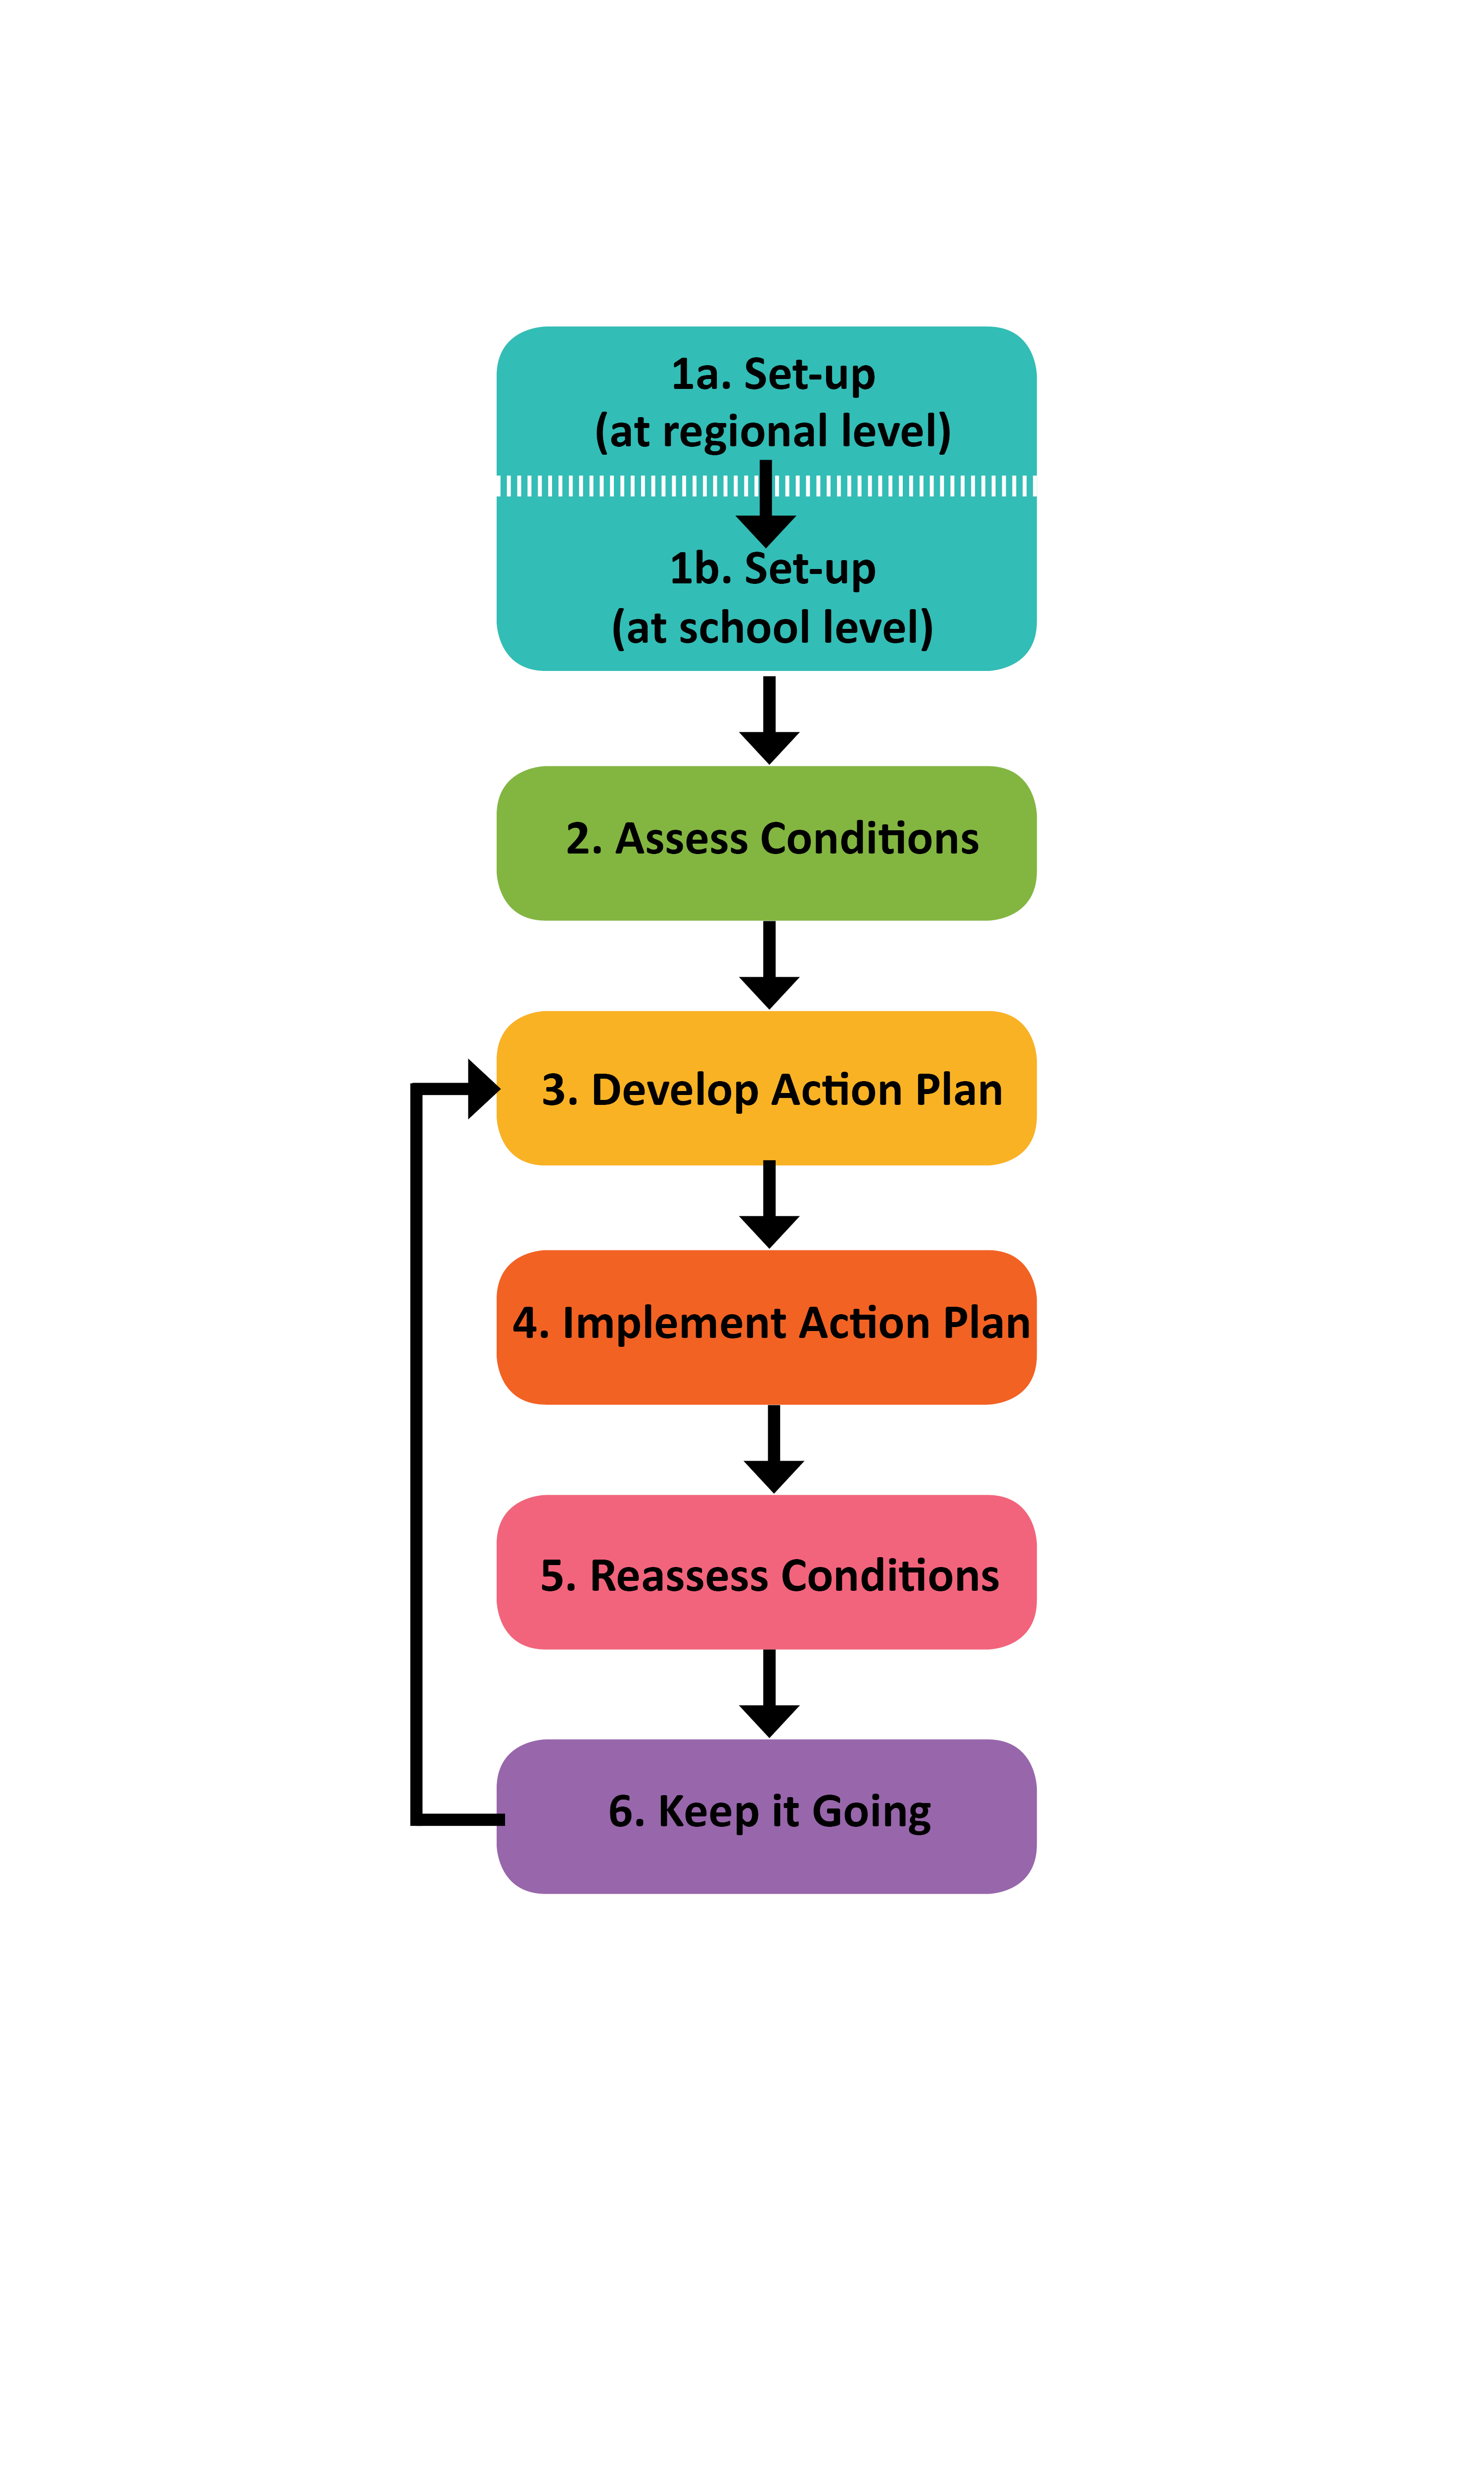 1a. Set-up
(at regional level)
1b. Set-up
(at school level)
2. Assess Conditions
3. Develop Action Plan
4. Implement Action Plan
5. Reassess Conditions
6. Keep it Going